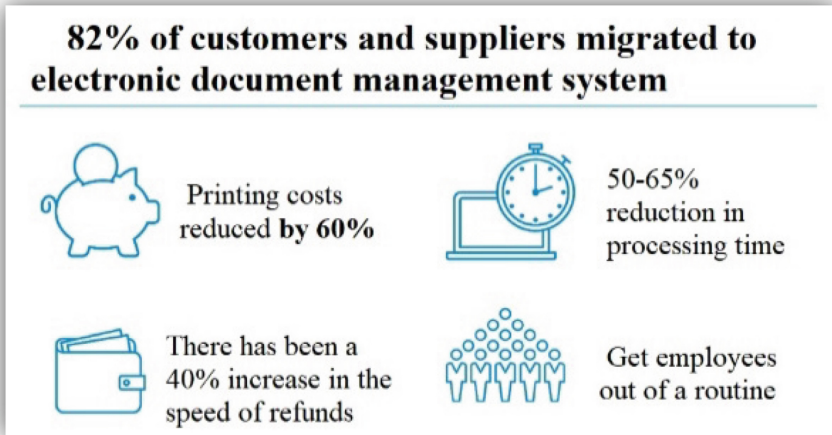 82% of customers and suppliers migrated to
electronic document management system
Printing costs
reduced by 60%
50-65%
reduction in
processing time
There has been a
40% increase in the
speed of refunds
Get employees
out of a routine